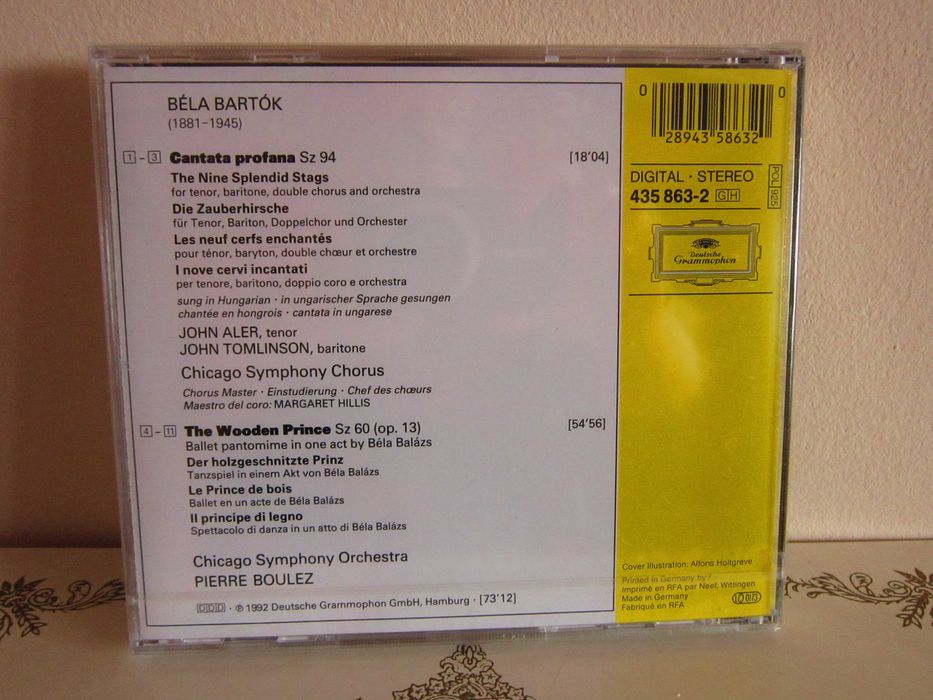 BÉLA BARTÓK
(1881–1945)
1 – 3 Cantata profana Sz 94 [18'04]
The Nine Splendid Stags
for tenor, baritone, double chorus and orchestra
Die Zauberhirsche
für Tenor, Bariton, Doppelchor und Orchester
Les neuf cerfs enchantés
pour ténor, baryton, double chœur et orchestre
I nove cervi incantati
per tenore, baritono, doppio coro e orchestra
sung in Hungarian · in ungarischer Sprache gesungen
chantée en hongrois · cantata in ungarese
JOHN ALER, tenor
JOHN TOMLINSON, baritone
Chicago Symphony Chorus
Chorus Master · Einstudierung · Chef des chœurs
Maestro del coro: MARGARET HILLIS
4 – 11 The Wooden Prince Sz 60 (op. 13) [54'56]
Ballet pantomime in one act by Béla Balázs
Der holzgeschnitzte Prinz
Tanzspiel in einem Akt von Béla Balázs
Le Prince de bois
Ballet en un acte de Béla Balázs
Il principe di legno
Spettacolo di danza in un atto di Béla Balázs
Chicago Symphony Orchestra
PIERRE BOULEZ
DDD · ℗ 1992 Deutsche Grammophon GmbH, Hamburg · [73'12]
0 28943 58632 0
DIGITAL · STEREO
435 863-2 GH
POL 925
Deutsche
Grammophon
Cover Illustration: Alfons Holtgreve
Printed in Germany by /
Imprimé en RFA par Neef, Wittingen
Made in Germany
Fabriqué en RFA